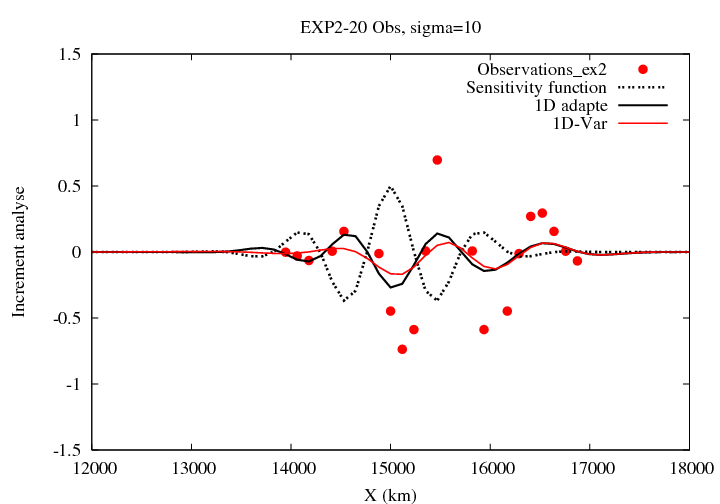 EXP2-20 Obs, sigma=10
1.5
1
0.5
0
-0.5
-1
-1.5
Increment analyse
Observations_ex2
Sensitivity function
1D adapte
1D-Var
12000 13000 14000 15000 16000 17000 18000
X (km)